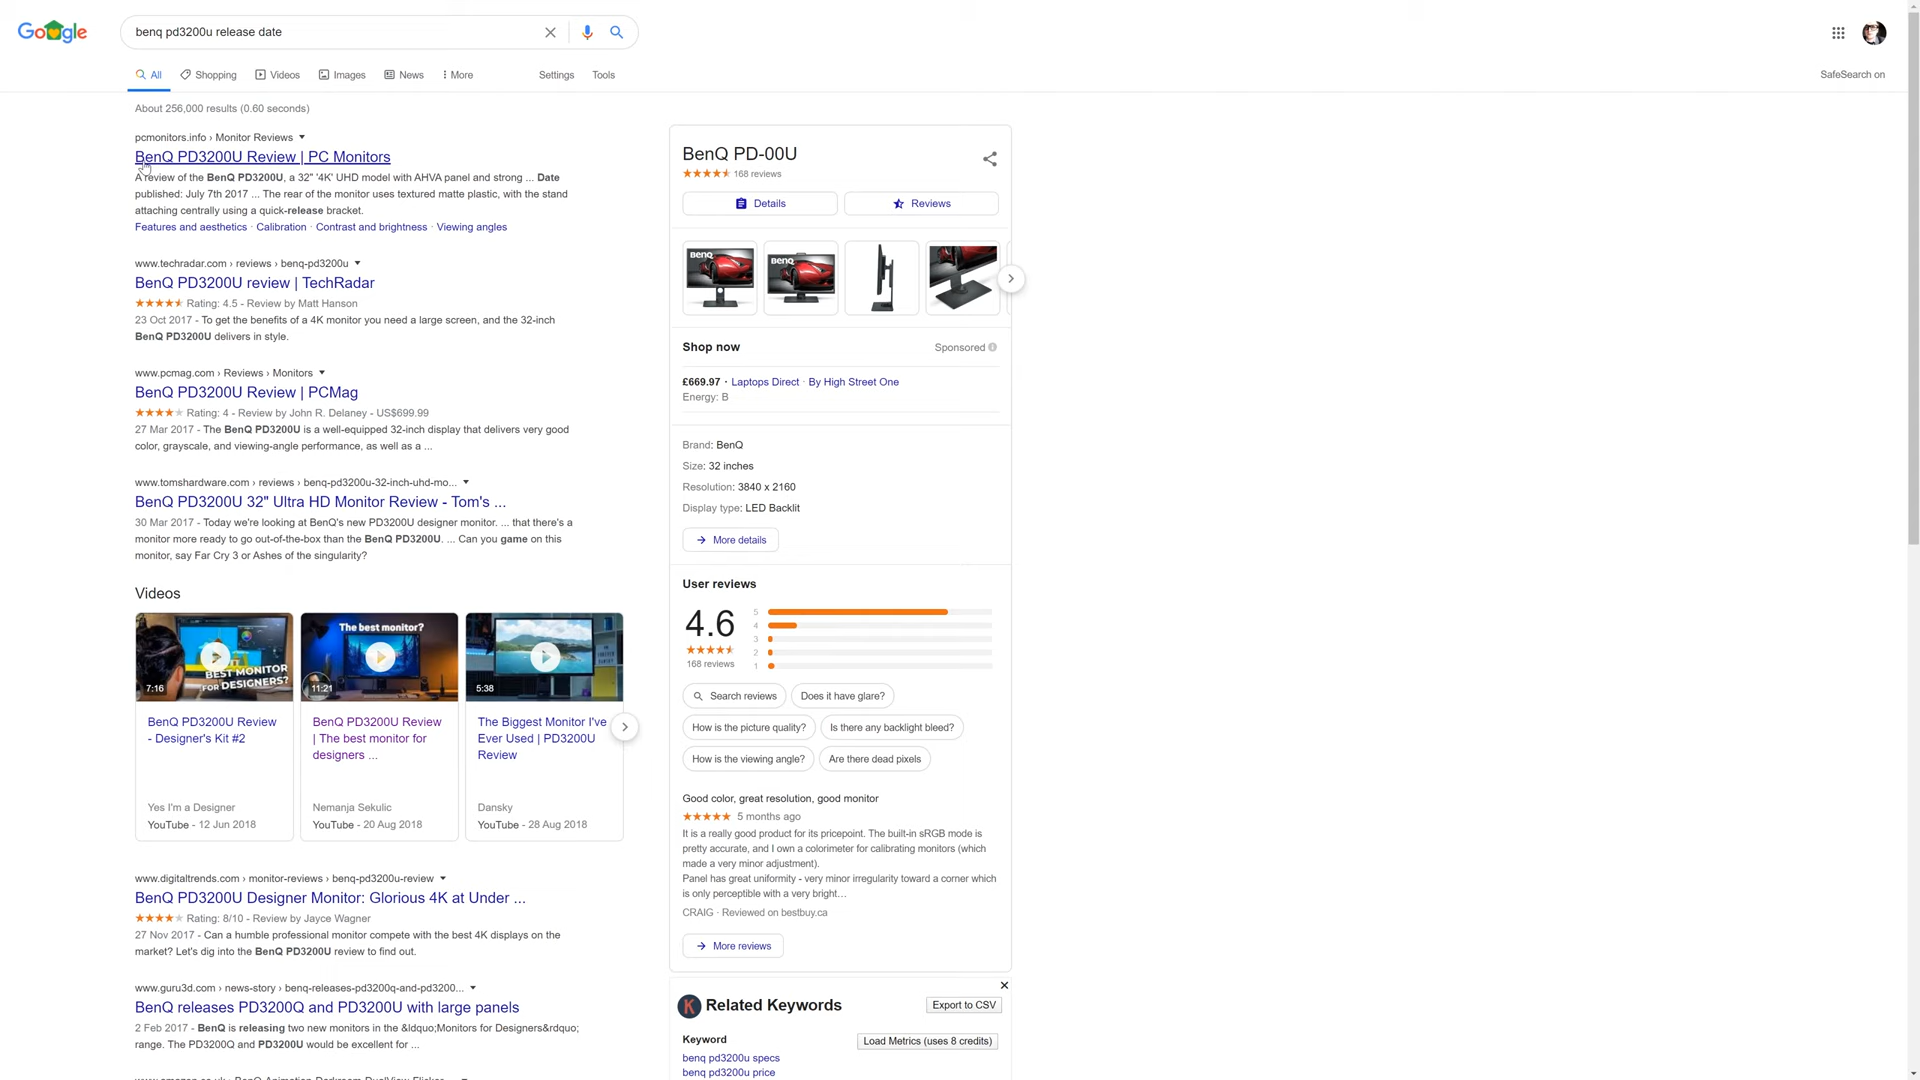 Google
benq pd3200u release date
All
Shopping
Videos
Images
News
More
Settings
Tools
SafeSearch on
About 256,000 results (0.60 seconds)
pcmonitors.info › Monitor Reviews
BenQ PD3200U Review | PC Monitors
A review of the BenQ PD3200U, a 32" '4K' UHD model with AHVA panel and strong ... Date
published: July 7th 2017 ... The rear of the monitor uses textured matte plastic, with the stand
attaching centrally using a quick-release bracket.
Features and aesthetics · Calibration · Contrast and brightness · Viewing angles
www.techradar.com › reviews › benq-pd3200u
BenQ PD3200U review | TechRadar
Rating: 4.5 - Review by Matt Hanson
23 Oct 2017 - To get the benefits of a 4K monitor you need a large screen, and the 32-inch
BenQ PD3200U delivers in style.
www.pcmag.com › Reviews › Monitors
BenQ PD3200U Review | PCMag
Rating: 4 - Review by John R. Delaney - US$699.99
27 Mar 2017 - The BenQ PD3200U is a well-equipped 32-inch display that delivers very good
color, grayscale, and viewing-angle performance, as well as a ...
www.tomshardware.com › reviews › benq-pd3200u-32-inch-uhd-mo...
BenQ PD3200U 32" Ultra HD Monitor Review - Tom's ...
30 Mar 2017 - Today we're looking at BenQ's new PD3200U designer monitor. ... that there's a
monitor more ready to go out-of-the-box than the BenQ PD3200U. ... Can you game on this
monitor, say Far Cry 3 or Ashes of the singularity?
Videos
BEST MONITOR
FOR DESIGNERS?
7:16
The best monitor?
11:21
5:38
BenQ PD3200U Review
- Designer's Kit #2
Yes I'm a Designer
YouTube - 12 Jun 2018
BenQ PD3200U Review
| The best monitor for
designers ...
Nemanja Sekulic
YouTube - 20 Aug 2018
The Biggest Monitor I've
Ever Used | PD3200U
Review
Dansky
YouTube - 28 Aug 2018
www.digitaltrends.com › monitor-reviews › benq-pd3200u-review
BenQ PD3200U Designer Monitor: Glorious 4K at Under ...
Rating: 8/10 - Review by Jayce Wagner
27 Nov 2017 - Can a humble professional monitor compete with the best 4K displays on the
market? Let's dig into the BenQ PD3200U review to find out.
www.guru3d.com › news-story › benq-releases-pd3200q-and-pd3200...
BenQ releases PD3200Q and PD3200U with large panels
2 Feb 2017 - BenQ is releasing two new monitors in the &ldquo;Monitors for Designers&rdquo;
range. The PD3200Q and PD3200U would be excellent for ...
BenQ PD-00U
168 reviews
Details
Reviews
BENQ
BENQ
Shop now
Sponsored
£669.97 · Laptops Direct · By High Street One
Energy: B
Brand: BenQ
Size: 32 inches
Resolution: 3840 x 2160
Display type: LED Backlit
More details
User reviews
4.6
168 reviews
5
4
3
2
1
Search reviews
Does it have glare?
How is the picture quality?
Is there any backlight bleed?
How is the viewing angle?
Are there dead pixels
Good color, great resolution, good monitor
5 months ago
It is a really good product for its pricepoint. The built-in sRGB mode is
pretty accurate, and I own a colorimeter for calibrating monitors (which
made a very minor adjustment).
Panel has great uniformity - very minor irregularity toward a corner which
is only perceptible with a very bright…
CRAIG · Reviewed on bestbuy.ca
More reviews
K
Related Keywords
Export to CSV
Keyword
Load Metrics (uses 8 credits)
benq pd3200u specs
benq pd3200u price